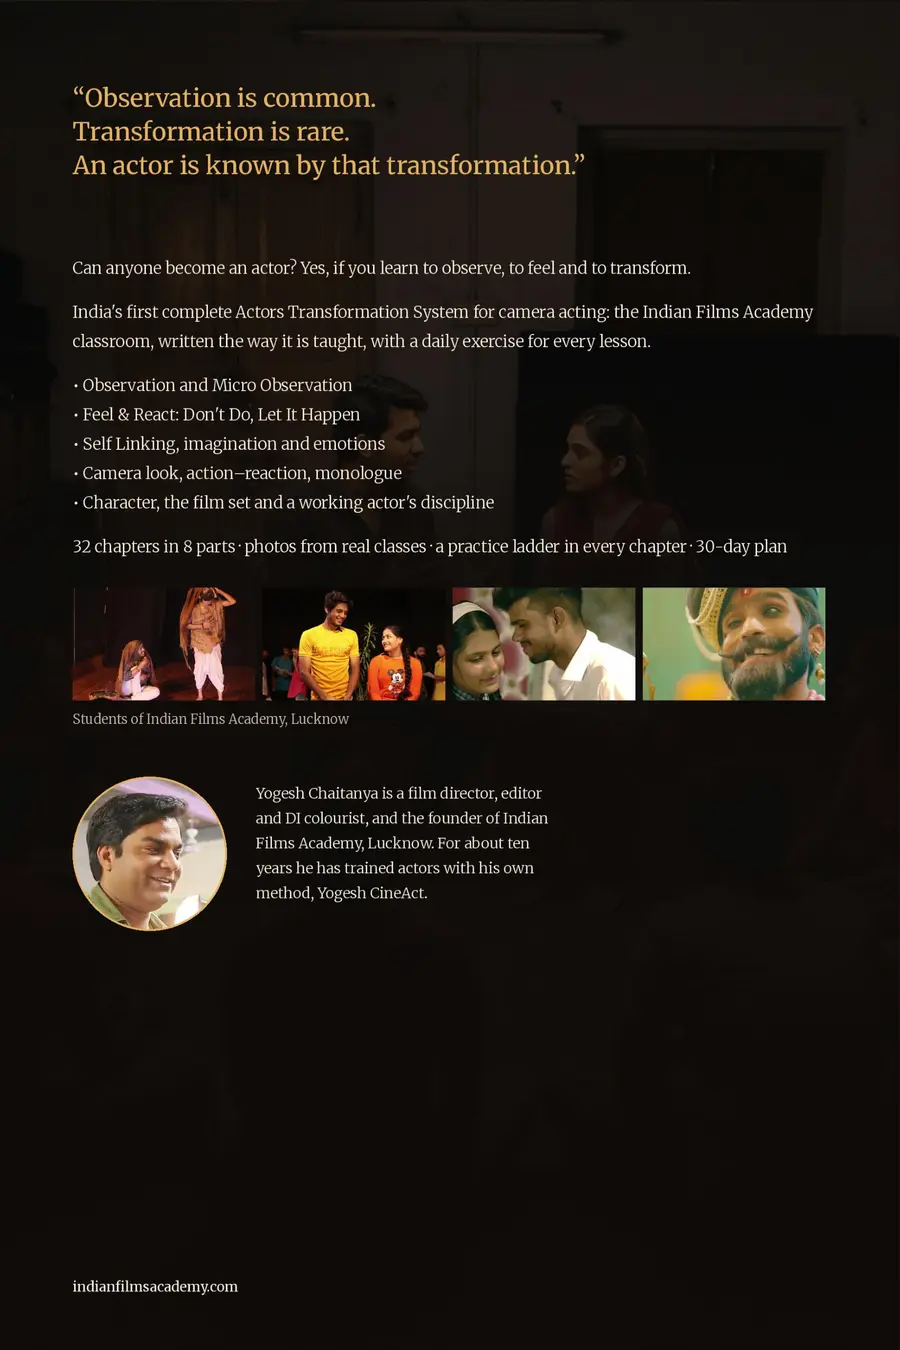 “Observation is common.
Transformation is rare.
An actor is known by that transformation.”
Can anyone become an actor? Yes, if you learn to observe, to feel and to transform.
India's first complete Actors Transformation System for camera acting: the Indian Films Academy
classroom, written the way it is taught, with a daily exercise for every lesson.
• Observation and Micro Observation
• Feel & React: Don't Do, Let It Happen
• Self Linking, imagination and emotions
• Camera look, action–reaction, monologue
• Character, the film set and a working actor's discipline
32 chapters in 8 parts · photos from real classes · a practice ladder in every chapter · 30-day plan
Students of Indian Films Academy, Lucknow
Yogesh Chaitanya is a film director, editor
and DI colourist, and the founder of Indian
Films Academy, Lucknow. For about ten
years he has trained actors with his own
method, Yogesh CineAct.
indianfilmsacademy.com